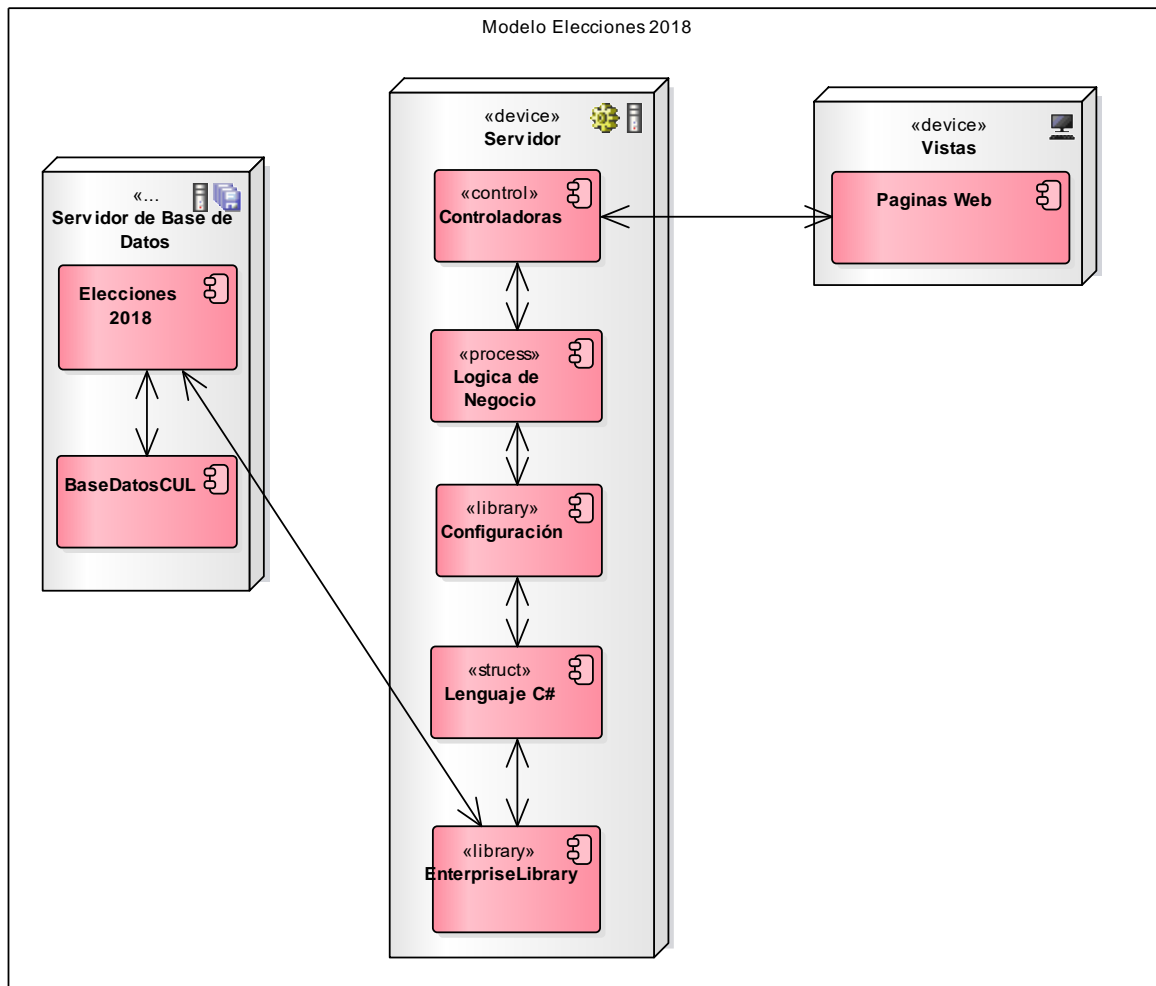 Modelo Elecciones 2018
«...
Servidor de Base de
Datos
Elecciones
2018
BaseDatosCUL
«device»
Servidor
«control»
Controladoras
«process»
Logica de
Negocio
«library»
Configuración
«struct»
Lenguaje C#
«library»
EnterpriseLibrary
«device»
Vistas
Paginas Web